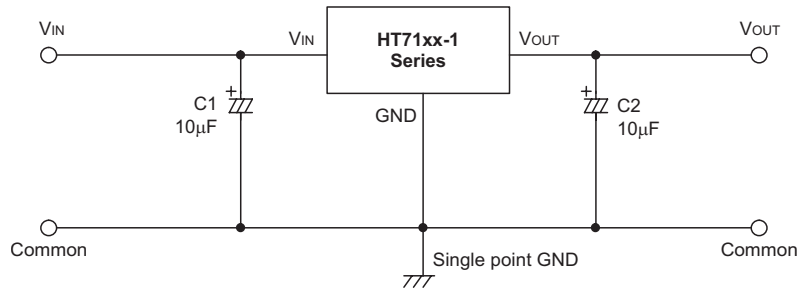 VIN
VIN
HT71xx-1
Series
VOUT
VOUT
+
C1
10μF
GND
+
C2
10μF
Common
Single point GND
Common